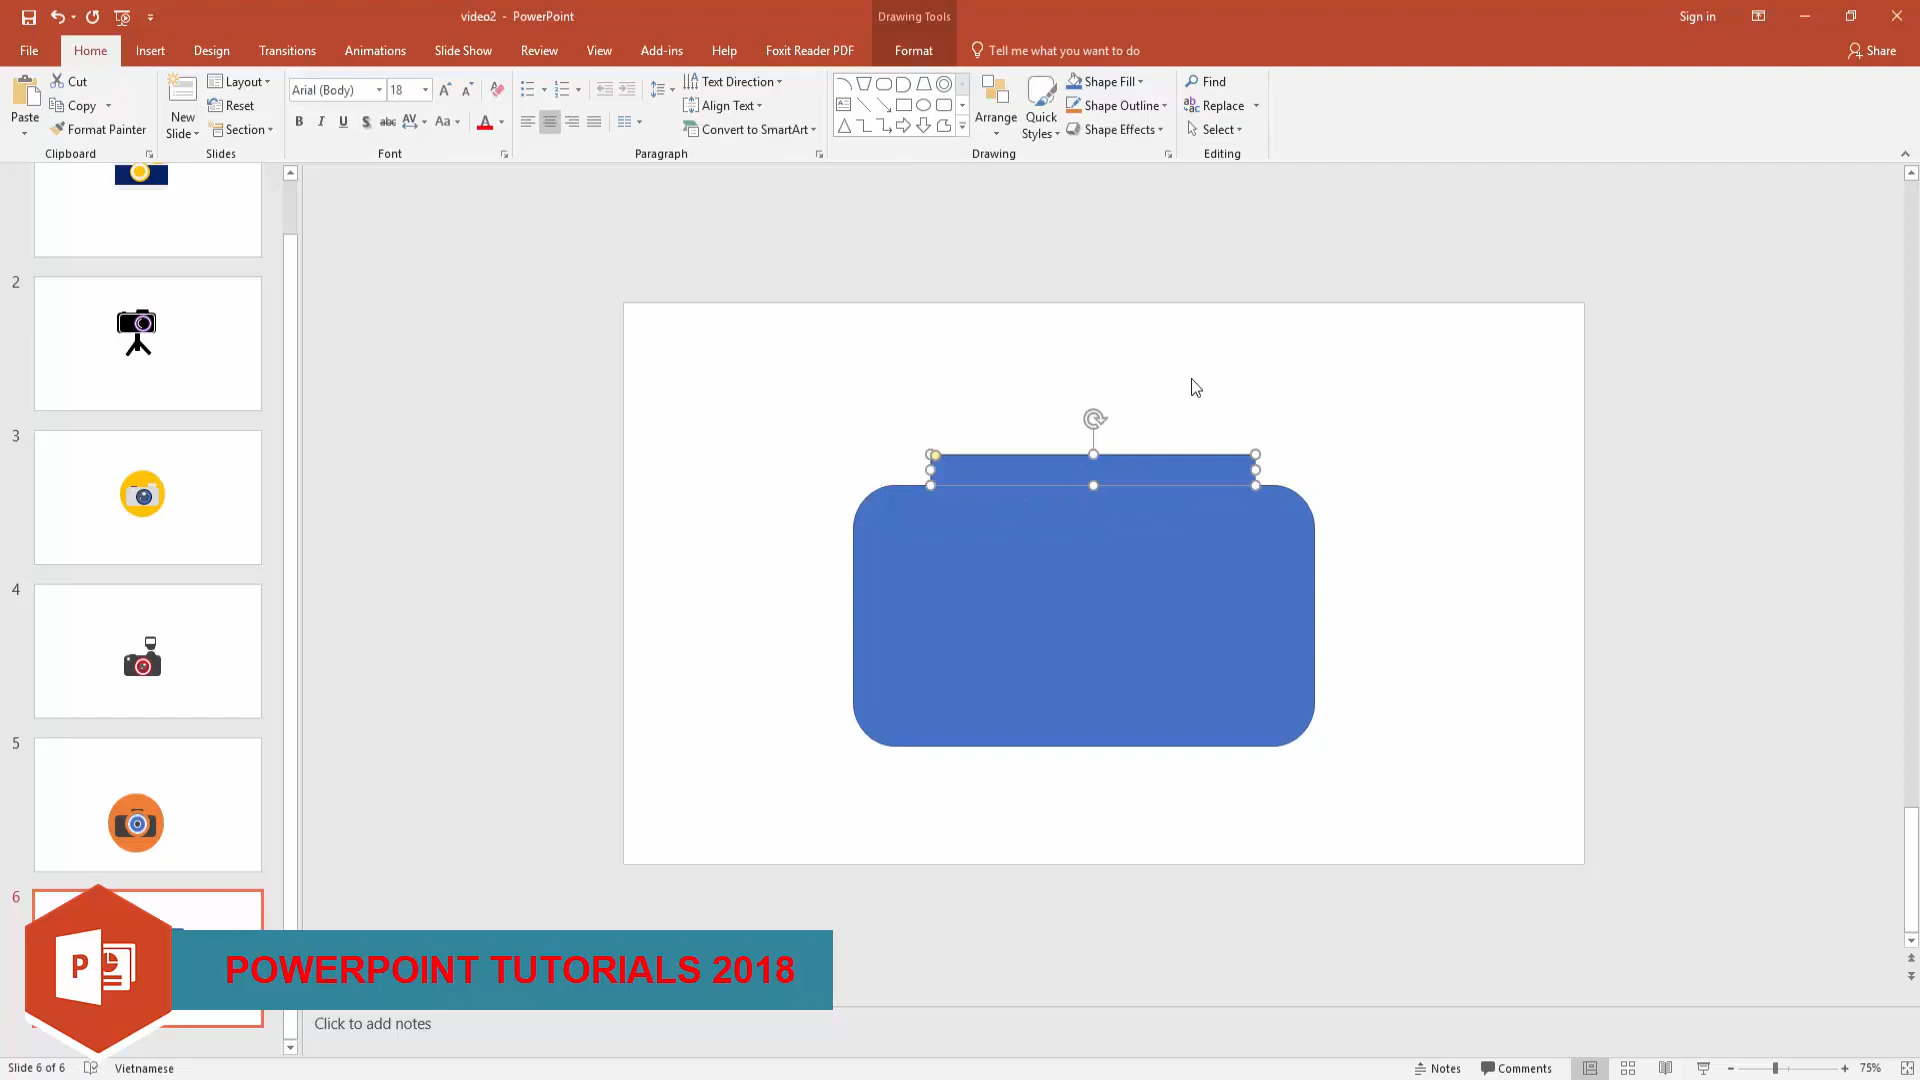 video2 - PowerPoint
Drawing Tools
Sign in
File
Home
Insert
Design
Transitions
Animations
Slide Show
Review
View
Add-ins
Help
Foxit Reader PDF
Format
Tell me what you want to do
Share
Paste
Cut
Copy
Format Painter
Clipboard
New
Slide
Layout
Reset
Section
Slides
Arial (Body)
18
A A
B I U S abc AV Aa A
Font
Text Direction
Align Text
Convert to SmartArt
Paragraph
Arrange
Quick
Styles
Shape Fill
Shape Outline
Shape Effects
Drawing
Find
Replace
Select
Editing
2
3
4
5
6
P
POWERPOINT TUTORIALS 2018
Click to add notes
Slide 6 of 6
Vietnamese
Notes
Comments
75%